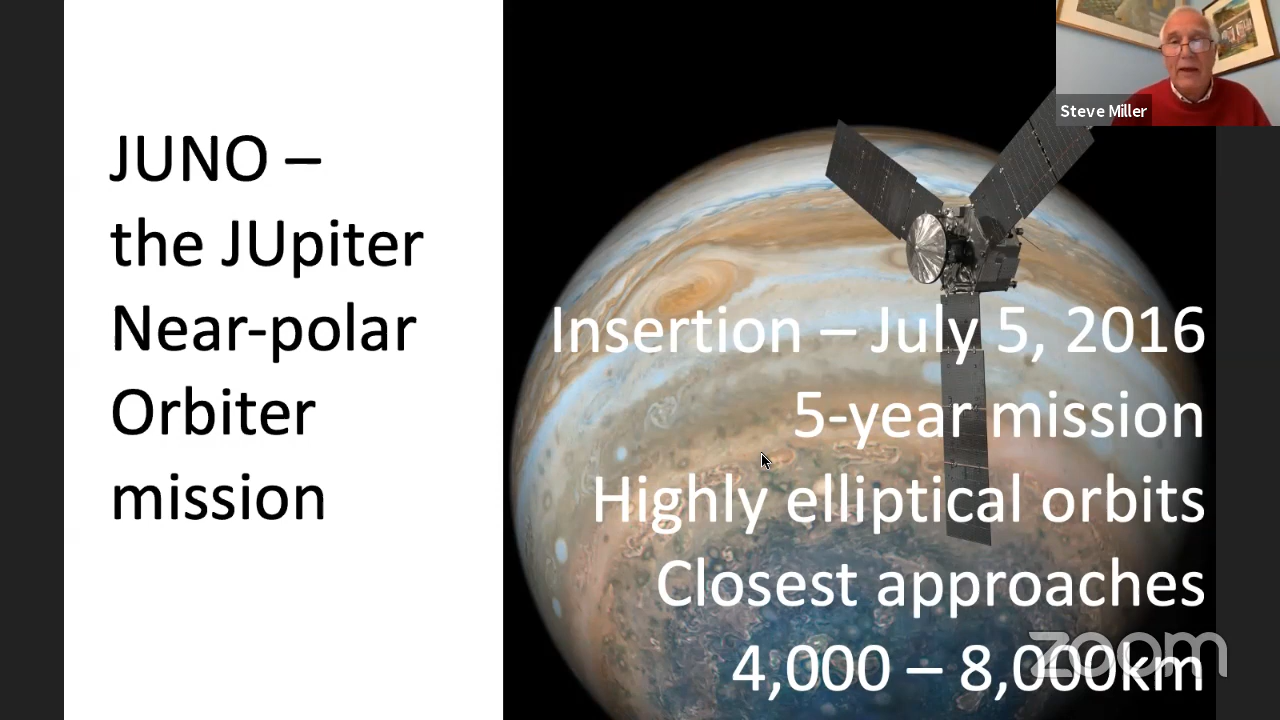 JUNO –
the JUpiter
Near-polar
Orbiter
mission
Steve Miller
Insertion – July 5, 2016
5-year mission
Highly elliptical orbits
Closest approaches
4,000 – 8,000km
zoom